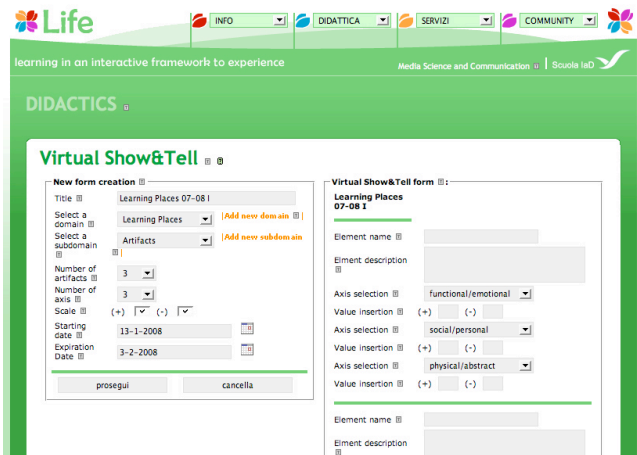 Life
INFO DIDATTICA SERVIZI COMMUNITY
learning in an interactive framework to experience
Media Science and Communication | Scuola IaD
DIDACTICS
Virtual Show&Tell
New form creation
Title Learning Places 07-08 I
Select a domain Learning Places |Add new domain |
Select a subdomain Artifacts |Add new subdomain |
Number of artifacts 3
Number of axis 3
Scale (+) (-)
Starting date 13-1-2008
Expiration Date 3-2-2008
prosegui cancella
Virtual Show&Tell form :
Learning Places
07-08 I
Element name
Elment description
Axis selection functional/emotional
Value insertion (+) (-)
Axis selection social/personal
Value insertion (+) (-)
Axis selection physical/abstract
Value insertion (+) (-)
Element name
Elment description